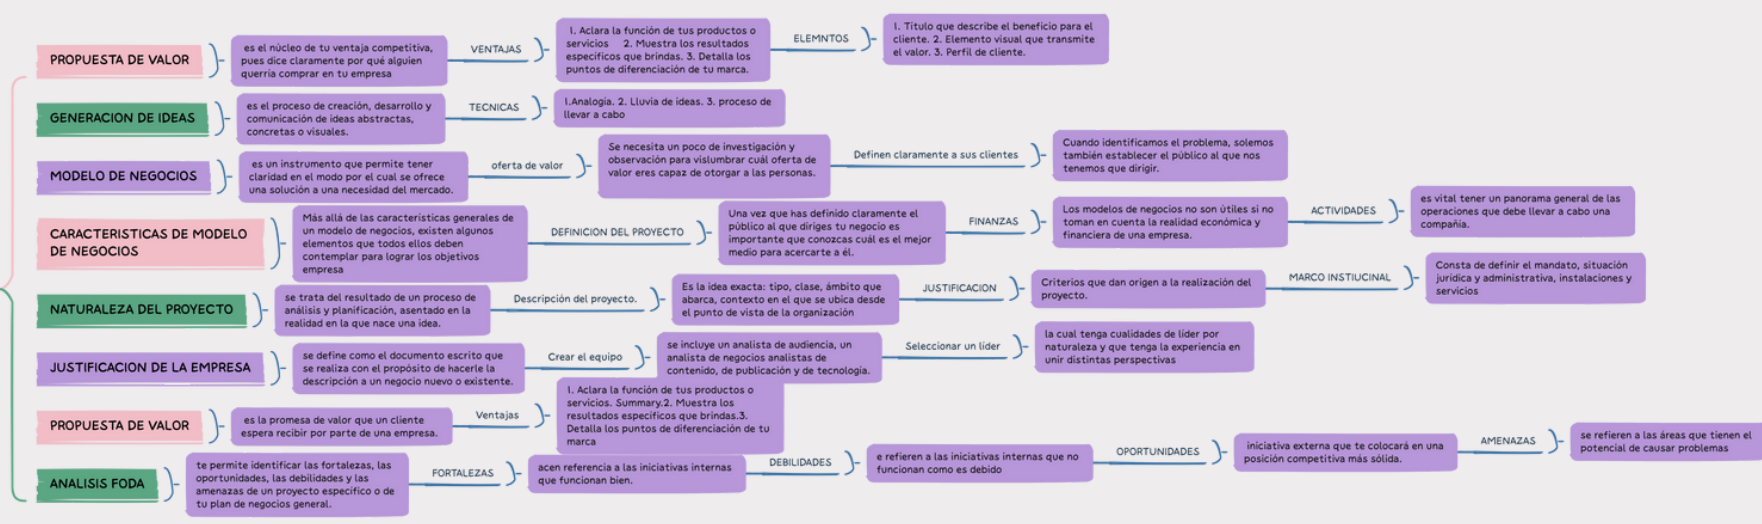 PROPUESTA DE VALOR
es el núcleo de tu ventaja competitiva,
pues dice claramente por qué alguien
querría comprar en tu empresa
VENTAJAS
1. Aclara la función de tus productos o
servicios 2. Muestra los resultados
específicos que brindas. 3. Detalla los
puntos de diferenciación de tu marca.
ELEMNTOS
1. Título que describe el beneficio para el
cliente. 2. Elemento visual que transmite
el valor. 3. Perfil de cliente.
GENERACION DE IDEAS
es el proceso de creación, desarrollo y
comunicación de ideas abstractas,
concretas o visuales.
TECNICAS
1.Analogía. 2. Lluvia de ideas. 3. proceso de
llevar a cabo
MODELO DE NEGOCIOS
es un instrumento que permite tener
claridad en el modo por el cual se ofrece
una solución a una necesidad del mercado.
oferta de valor
Se necesita un poco de investigación y
observación para vislumbrar cuál oferta de
valor eres capaz de otorgar a las personas.
Definen claramente a sus clientes
Cuando identificamos el problema, solemos
también establecer el público al que nos
tenemos que dirigir.
CARACTERISTICAS DE MODELO
DE NEGOCIOS
Más allá de las características generales de
un modelo de negocios, existen algunos
elementos que todos ellos deben
contemplar para lograr los objetivos
empresa
DEFINICION DEL PROYECTO
Una vez que has definido claramente el
público al que diriges tu negocio es
importante que conozcas cuál es el mejor
medio para acercarte a él.
FINANZAS
Los modelos de negocios no son útiles si no
toman en cuenta la realidad económica y
financiera de una empresa.
ACTIVIDADES
es vital tener un panorama general de las
operaciones que debe llevar a cabo una
compañía.
NATURALEZA DEL PROYECTO
se trata del resultado de un proceso de
análisis y planificación, asentado en la
realidad en la que nace una idea.
Descripción del proyecto.
Es la idea exacta: tipo, clase, ámbito que
abarca, contexto en el que se ubica desde
el punto de vista de la organización
JUSTIFICACION
Criterios que dan origen a la realización del
proyecto.
MARCO INSTIUCINAL
Consta de definir el mandato, situación
jurídica y administrativa, instalaciones y
servicios
JUSTIFICACION DE LA EMPRESA
se define como el documento escrito que
se realiza con el propósito de hacerle la
descripción a un negocio nuevo o existente.
Crear el equipo
se incluye un analista de audiencia, un
analista de negocios analistas de
contenido, de publicación y de tecnología.
Seleccionar un líder
la cual tenga cualidades de líder por
naturaleza y que tenga la experiencia en
unir distintas perspectivas
PROPUESTA DE VALOR
es la promesa de valor que un cliente
espera recibir por parte de una empresa.
Ventajas
1. Aclara la función de tus productos o
servicios. Summary.2. Muestra los
resultados específicos que brindas.3.
Detalla los puntos de diferenciación de tu
marca
ANALISIS FODA
te permite identificar las fortalezas, las
oportunidades, las debilidades y las
amenazas de un proyecto específico o de
tu plan de negocios general.
FORTALEZAS
acen referencia a las iniciativas internas
que funcionan bien.
DEBILIDADES
e refieren a las iniciativas internas que no
funcionan como es debido
OPORTUNIDADES
iniciativa externa que te colocará en una
posición competitiva más sólida.
AMENAZAS
se refieren a las áreas que tienen el
potencial de causar problemas